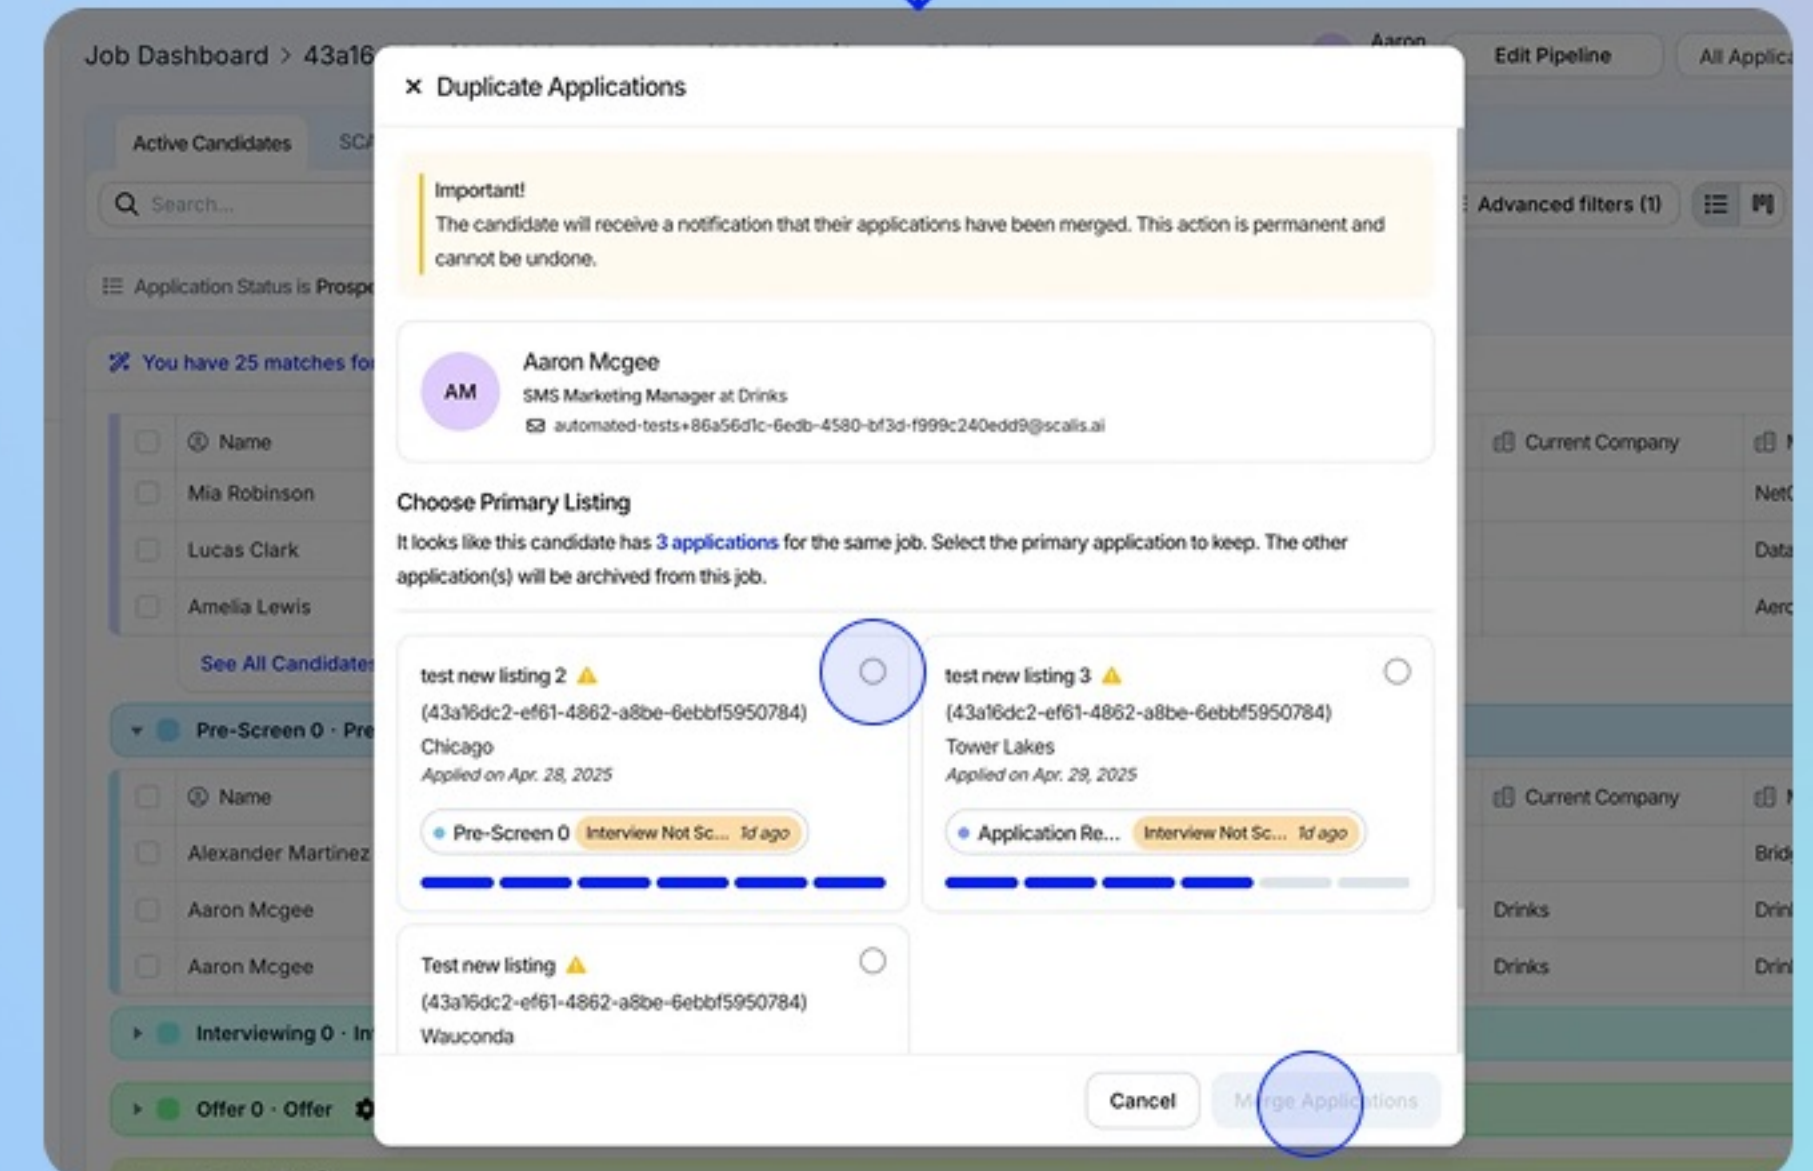 Job Dashboard > 43a16
Aaron
Edit Pipeline
All Applica
Active Candidates
SCA
Search...
Advanced filters (1)
Application Status is Prospe
You have 25 matches for
Name
Current Company
Mia Robinson
Lucas Clark
Data
Amelia Lewis
See All Candidates
Pre-Screen 0 · Pre
Name
Current Company
Alexander Martinez
Aaron Mcgee
Drinks
Aaron Mcgee
Drinks
Interviewing 0 · In
Offer 0 · Offer
× Duplicate Applications
Important!
The candidate will receive a notification that their applications have been merged. This action is permanent and
cannot be undone.
AM
Aaron Mcgee
SMS Marketing Manager at Drinks
automated-tests+86a56d1c-6edb-4580-bf3d-f999c240edd9@scalis.ai
Choose Primary Listing
It looks like this candidate has 3 applications for the same job. Select the primary application to keep. The other
application(s) will be archived from this job.
test new listing 2
(43a16dc2-ef61-4862-a8be-6ebbf5950784)
Chicago
Applied on Apr. 28, 2025
Pre-Screen 0 Interview Not Sc... 1d ago
test new listing 3
(43a16dc2-ef61-4862-a8be-6ebbf5950784)
Tower Lakes
Applied on Apr. 29, 2025
Application Re... Interview Not Sc... 1d ago
Test new listing
(43a16dc2-ef61-4862-a8be-6ebbf5950784)
Wauconda
Cancel
Merge Applications